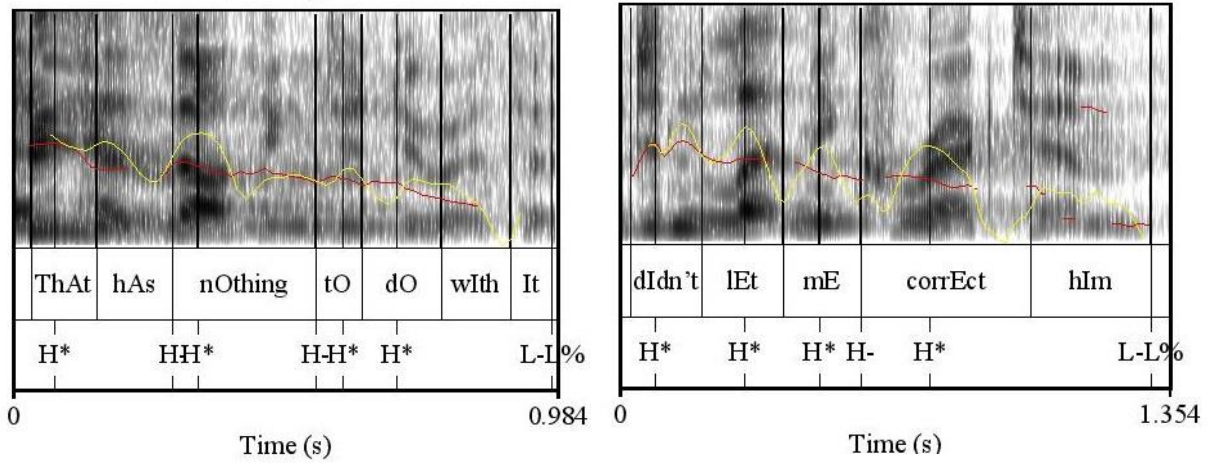 ThAt hAs nOthing tO dO wIth It
H* H-H* H-H* H* L-L%
0 0.984
Time (s)
dIdn't lEt mE corrEct hIm
H* H* H* H- H* L-L%
0 1.354
Time (s)